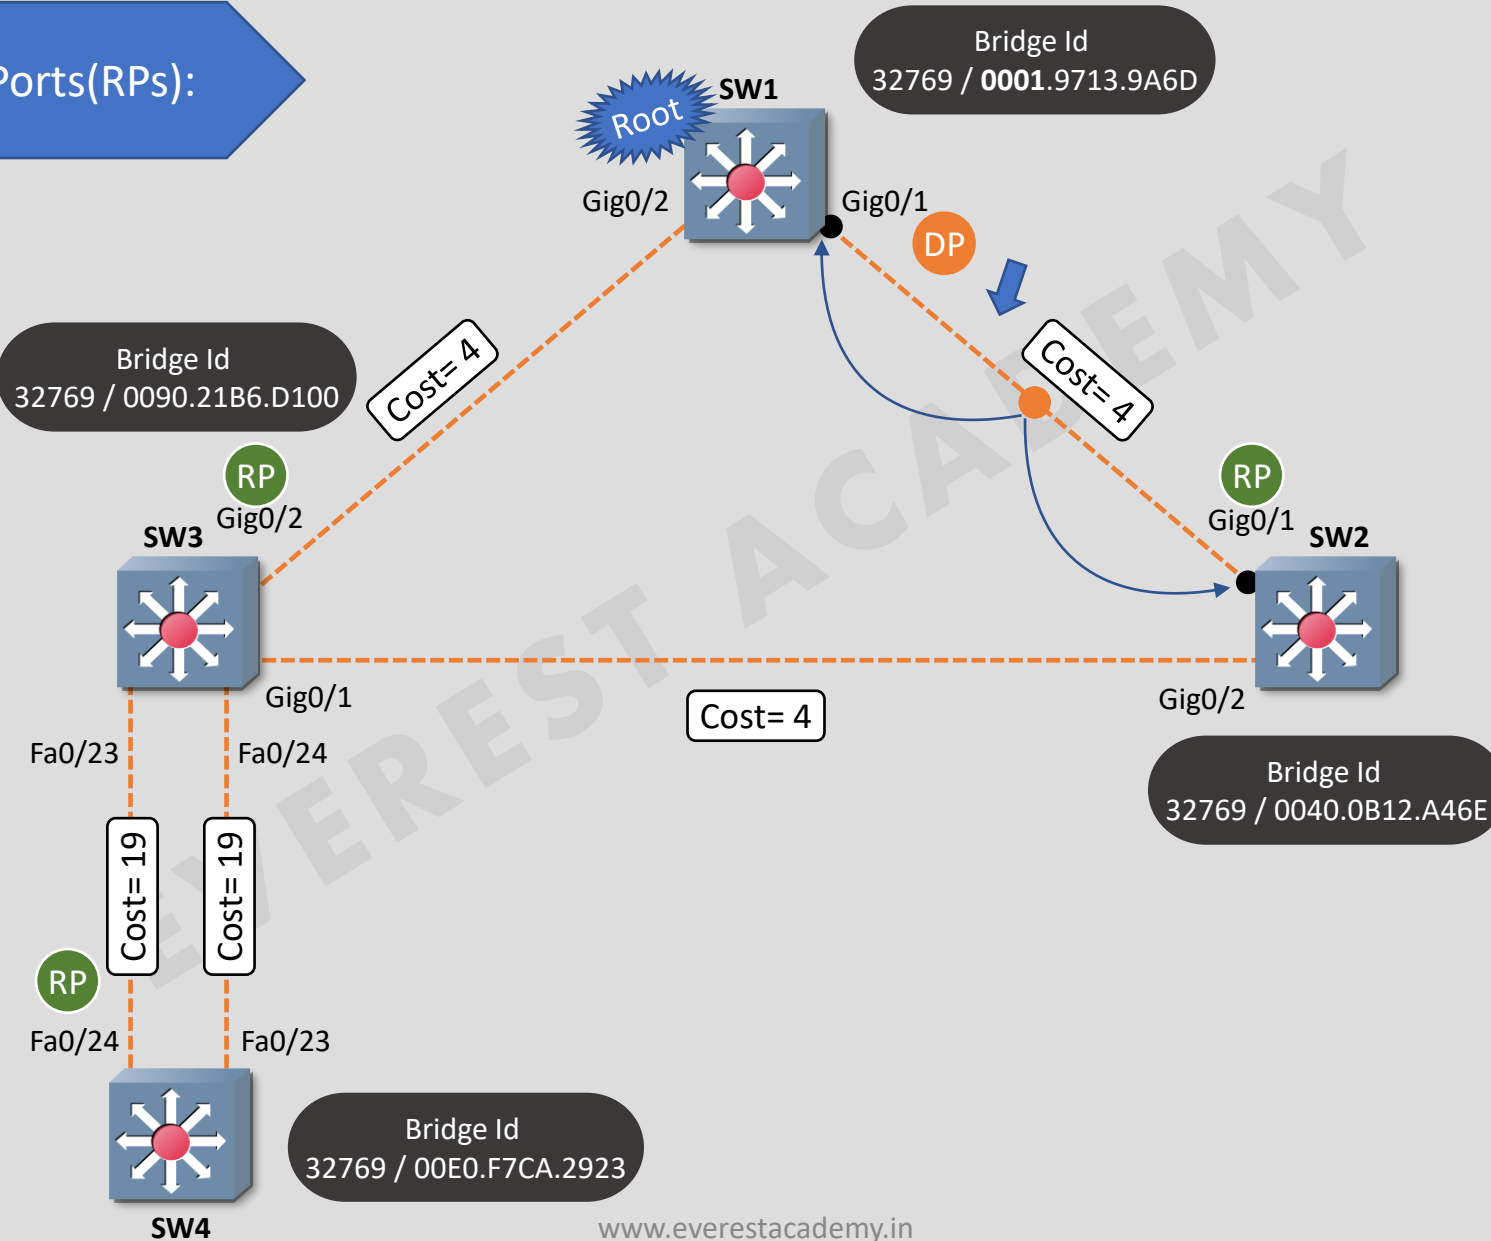 Ports(RPs):
Bridge Id
32769 / 0001.9713.9A6D
SW1
Root
Gig0/2
Gig0/1
DP
Cost= 4
Cost= 4
Bridge Id
32769 / 0090.21B6.D100
RP
Gig0/2
SW3
RP
Gig0/1
SW2
Gig0/1
Cost= 4
Gig0/2
Fa0/23
Fa0/24
Bridge Id
32769 / 0040.0B12.A46E
Cost= 19
Cost= 19
RP
Fa0/24
Fa0/23
Bridge Id
32769 / 00E0.F7CA.2923
SW4
EVEREST ACADEMY
www.everestacademy.in